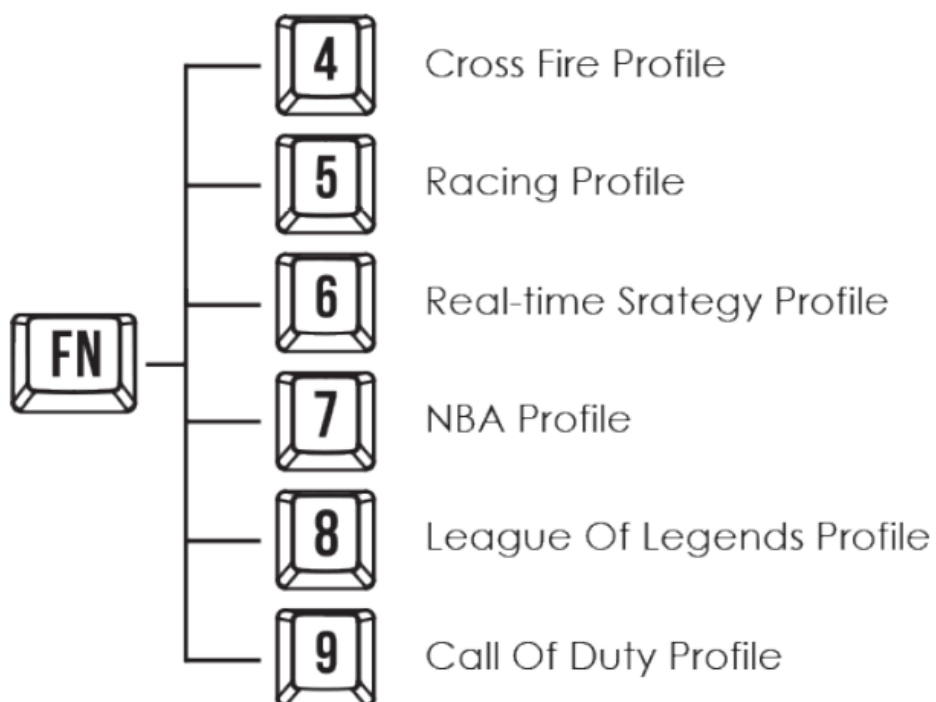 4 Cross Fire Profile
5 Racing Profile
6 Real-time Srategy Profile
FN
7 NBA Profile
8 League Of Legends Profile
9 Call Of Duty Profile